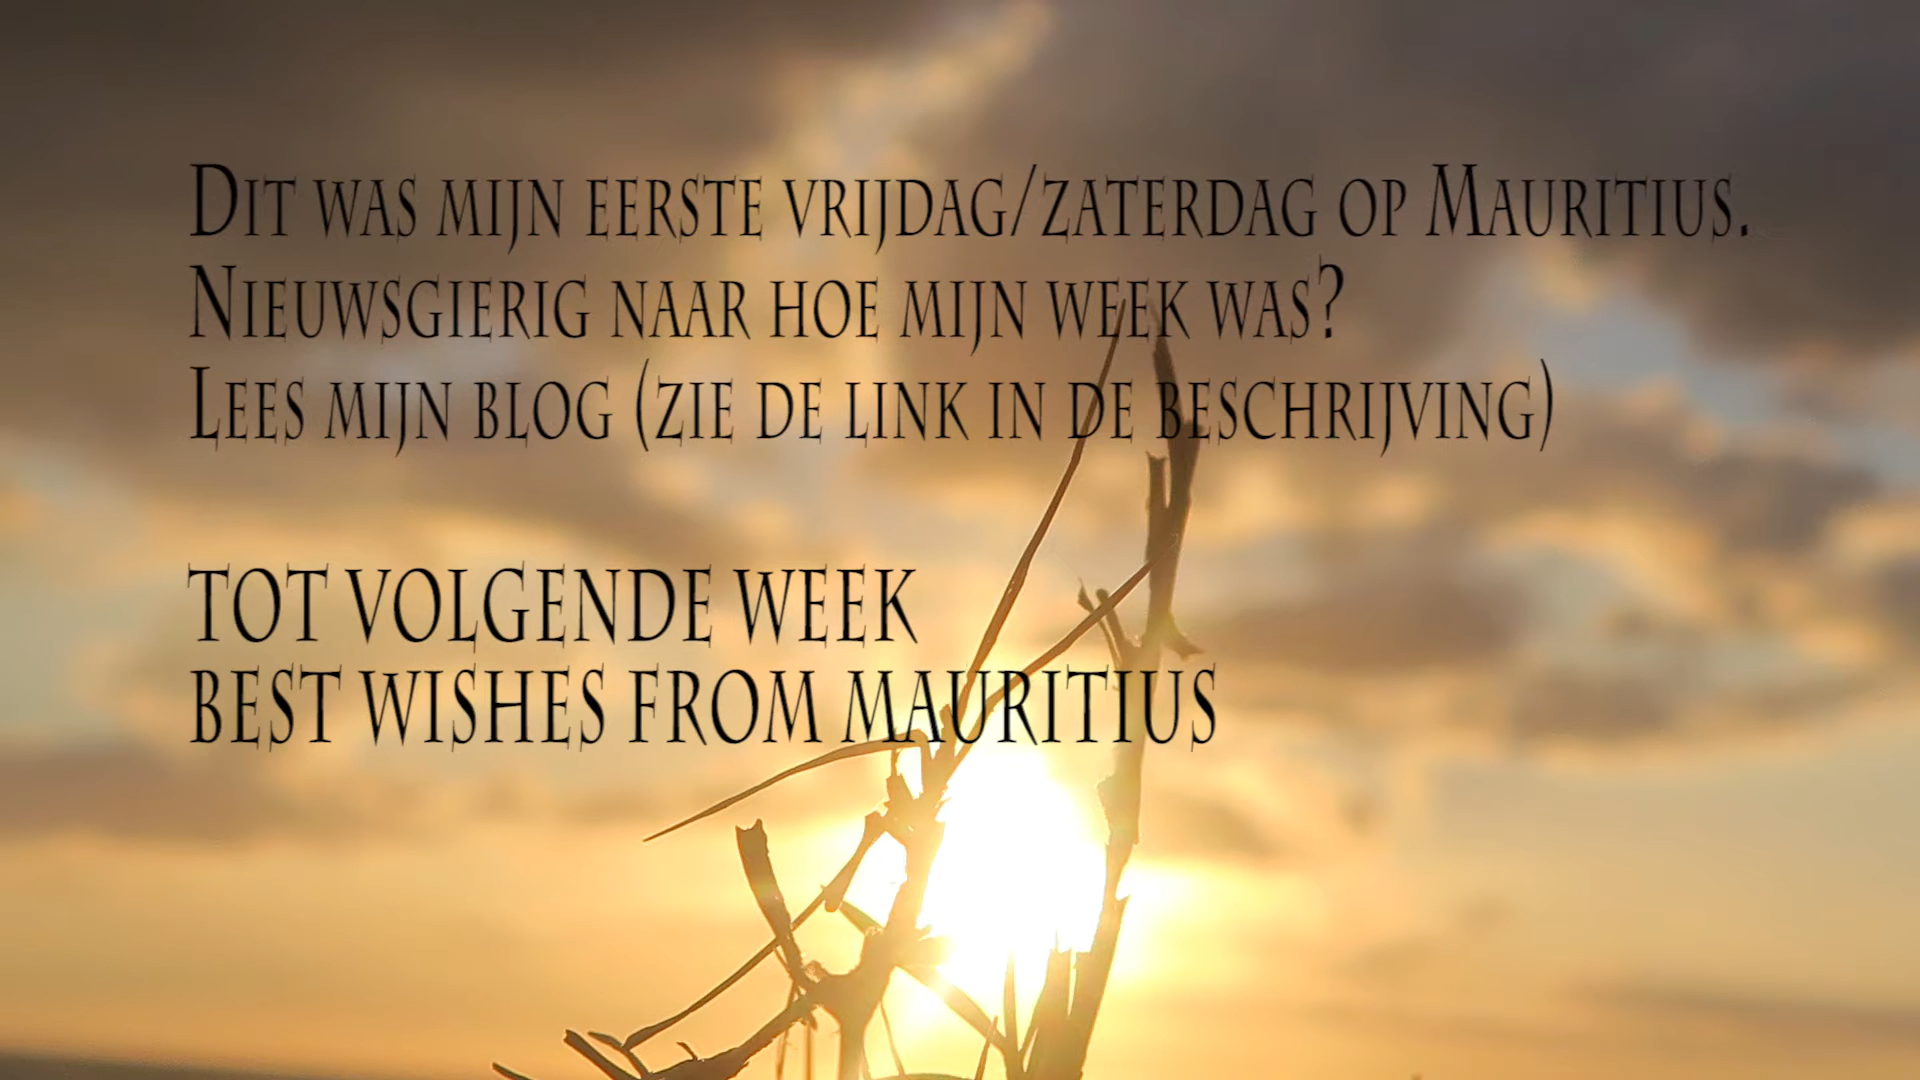 Dit was mijn eerste vrijdag/zaterdag op Mauritius.
Nieuwsgierig naar hoe mijn week was?
Lees mijn blog (zie de link in de beschrijving)
TOT VOLGENDE WEEK
BEST WISHES FROM MAURITIUS